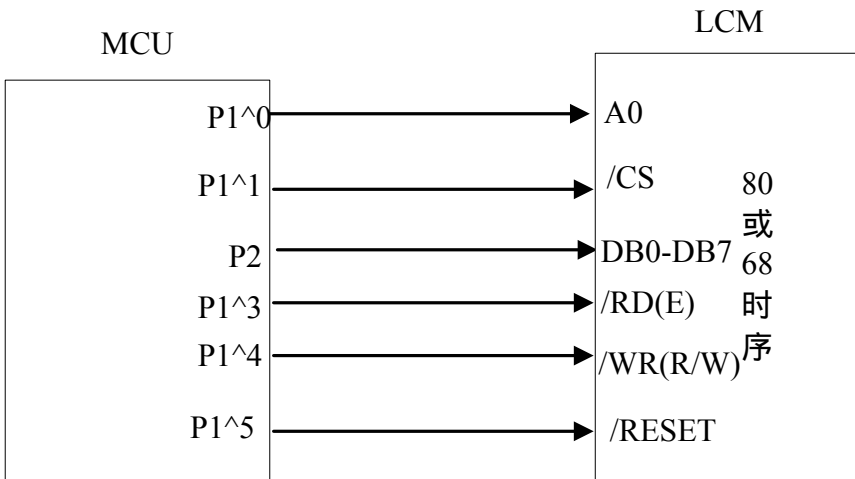 MCU
LCM
P1^0
A0
P1^1
/CS
P2
DB0-DB7
P1^3
/RD(E)
P1^4
/WR(R/W)
P1^5
/RESET
80
或
68
时
序